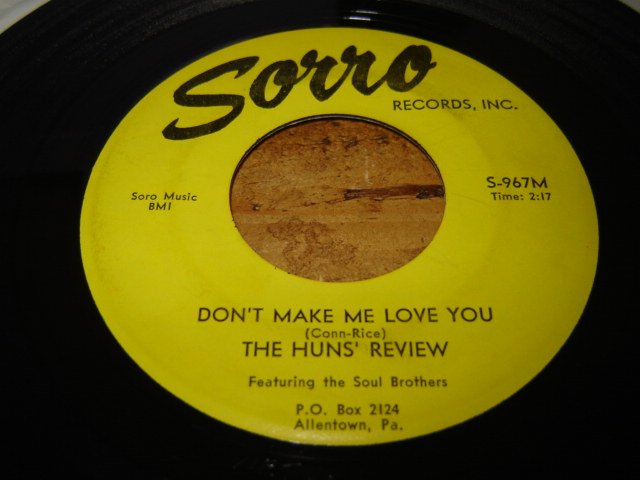 Sorro
RECORDS, INC.
Soro Music
BMI
S-967M
Time: 2:17
DON'T MAKE ME LOVE YOU
(Conn-Rice)
THE HUNS' REVIEW
Featuring the Soul Brothers
P.O. Box 2124
Allentown, Pa.